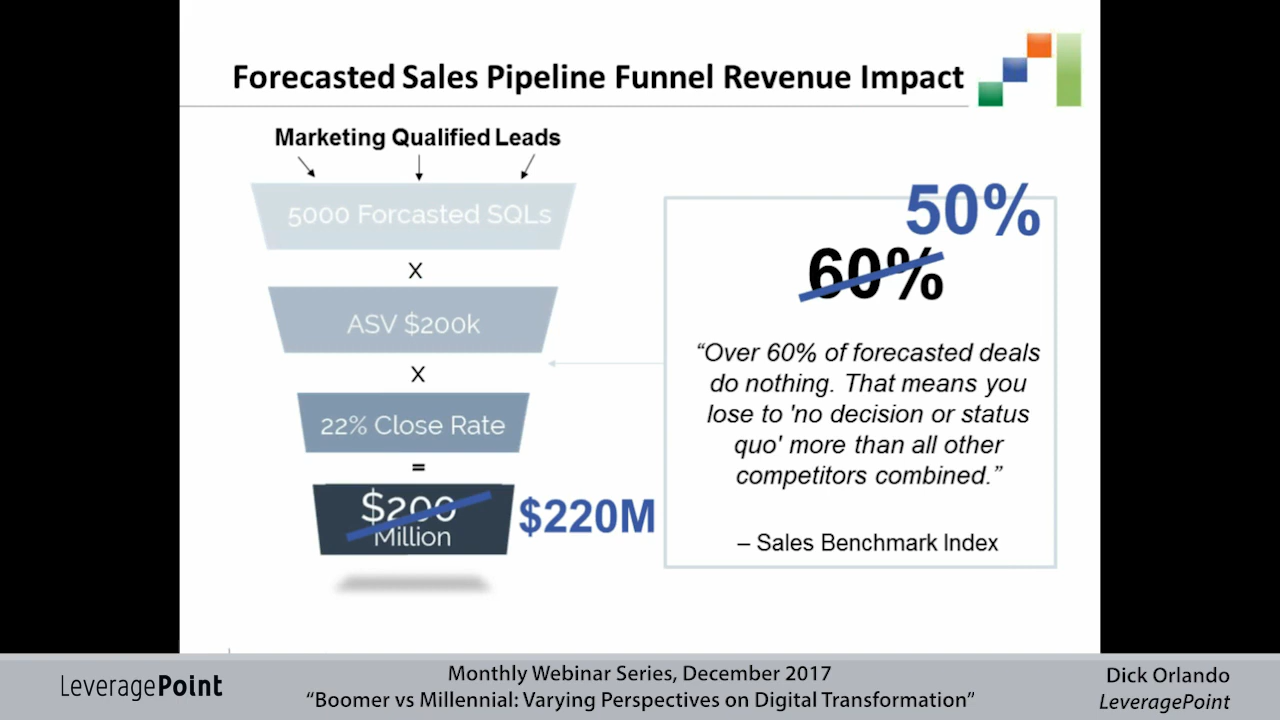 Forecasted Sales Pipeline Funnel Revenue Impact
Marketing Qualified Leads
5000 Forcasted SQLs
X
ASV $200k
X
22% Close Rate
=
$200
Million
$220M
50%
60%
“Over 60% of forecasted deals
do nothing. That means you
lose to 'no decision or status
quo' more than all other
competitors combined.”
– Sales Benchmark Index
LeveragePoint
Monthly Webinar Series, December 2017
“Boomer vs Millennial: Varying Perspectives on Digital Transformation”
Dick Orlando
LeveragePoint